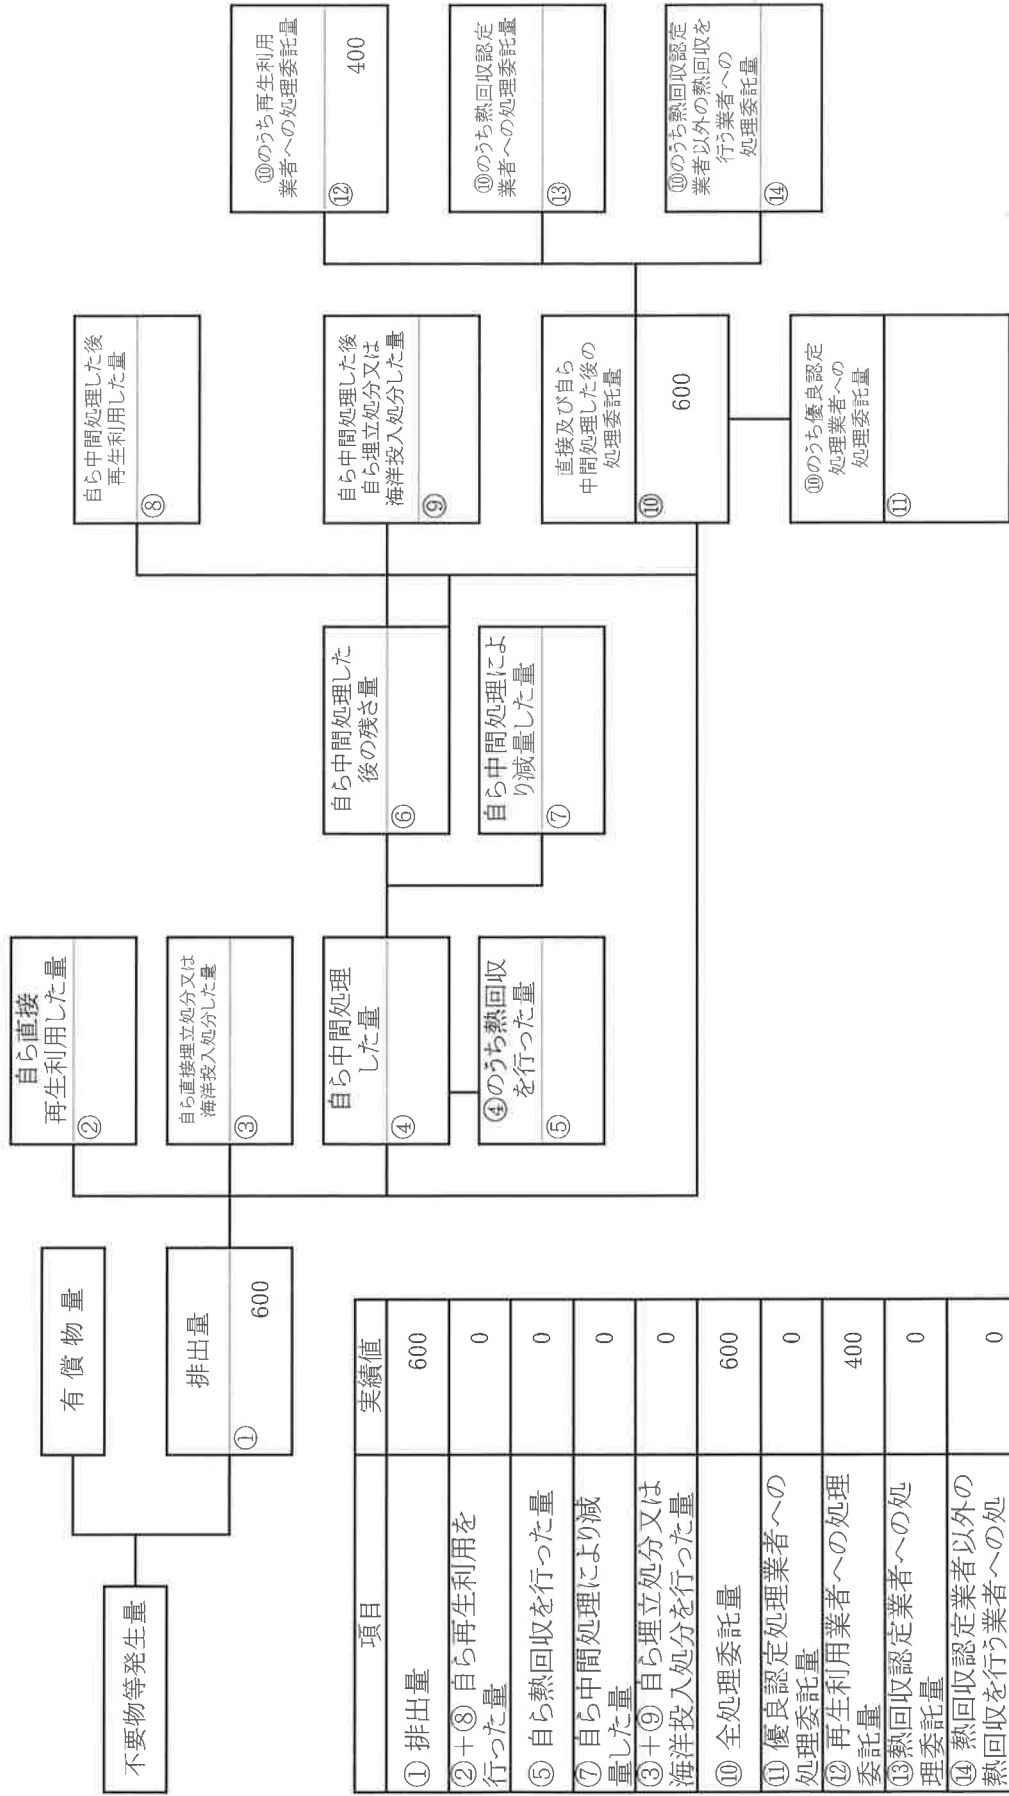 不要物等発生量
有 償 物 量
排出量
①
600
自ら直接
再生利用した量
②
自ら直接埋立処分又は
海洋投入処分した量
③
自ら中間処理
した量
④
④のうち熱回収
を行った量
⑤
自ら中間処理した
後の残さ量
⑥
自ら中間処理によ
り減量した量
⑦
自ら中間処理した後
再生利用した量
⑧
自ら中間処理した後
自ら埋立処分又は
海洋投入処分した量
⑨
直接及び自ら
中間処理した後の
処理委託量
⑩
600
⑩のうち優良認定
処理業者への
処理委託量
⑪
⑩のうち再生利用
業者への処理委託量
⑫
400
⑩のうち熱回収認定
業者への処理委託量
⑬
⑩のうち熱回収認定
業者以外の熱回収を
行う業者への
処理委託量
⑭
項目 実績値
① 排出量 600
②＋⑧ 自ら再生利用を
行った量 0
⑤ 自ら熱回収を行った量 0
⑦ 自ら中間処理により減
量した量 0
③＋⑨ 自ら埋立処分又は
海洋投入処分を行った量 0
⑩ 全処理委託量 600
⑪ 優良認定処理業者への
処理委託量 0
⑫ 再生利用業者への処理
委託量 400
⑬熱回収認定業者への処
理委託量 0
⑭ 熱回収認定業者以外の
熱回収を行う業者への処 0